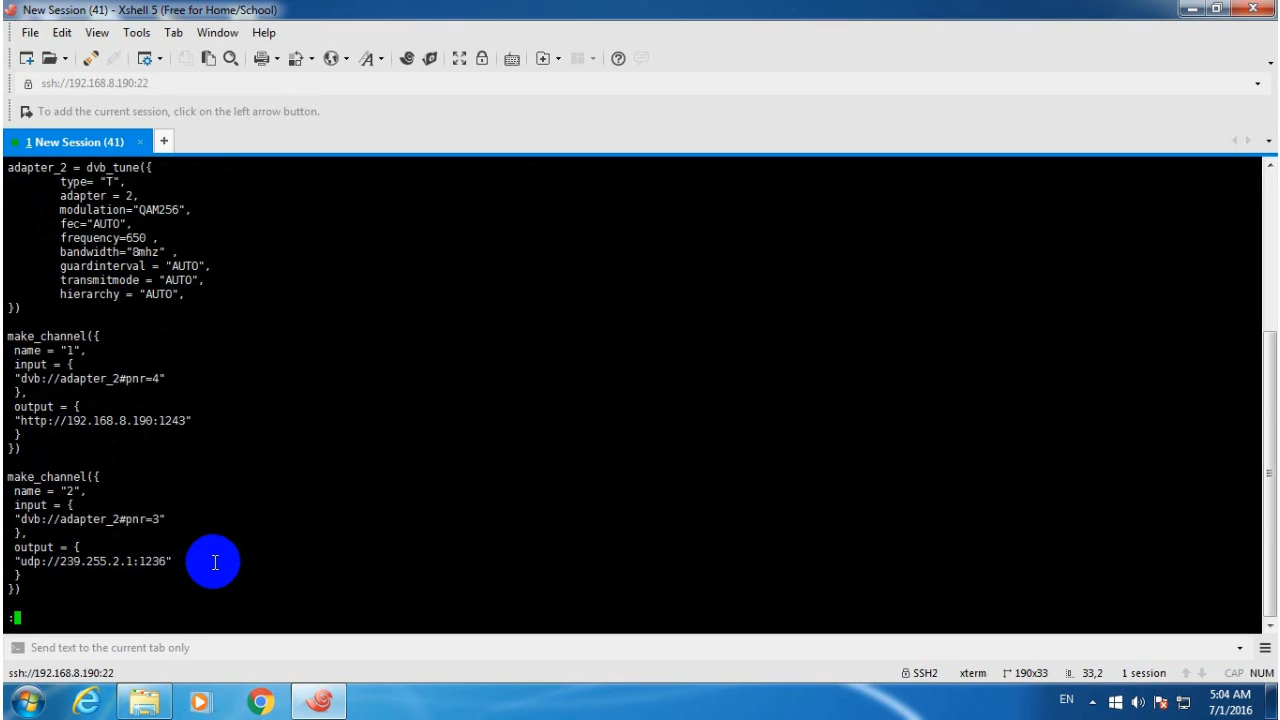 New Session (41) - Xshell 5 (Free for Home/School)
File Edit View Tools Tab Window Help
ssh://192.168.8.190:22
To add the current session, click on the left arrow button.
1 New Session (41)
adapter_2 = dvb_tune({
type= "T",
adapter = 2,
modulation="QAM256",
fec="AUTO",
frequency=650 ,
bandwidth="8mhz" ,
guardinterval = "AUTO",
transmitmode = "AUTO",
hierarchy = "AUTO",
})
make_channel({
name = "1",
input = {
"dvb://adapter_2#pnr=4"
},
output = {
"http://192.168.8.190:1243"
}
})
make_channel({
name = "2",
input = {
"dvb://adapter_2#pnr=3"
},
output = {
"udp://239.255.2.1:1236"
}
})
:
Send text to the current tab only
ssh://192.168.8.190:22 SSH2 xterm 190x33 33,2 1 session CAP NUM
EN 5:04 AM
7/1/2016